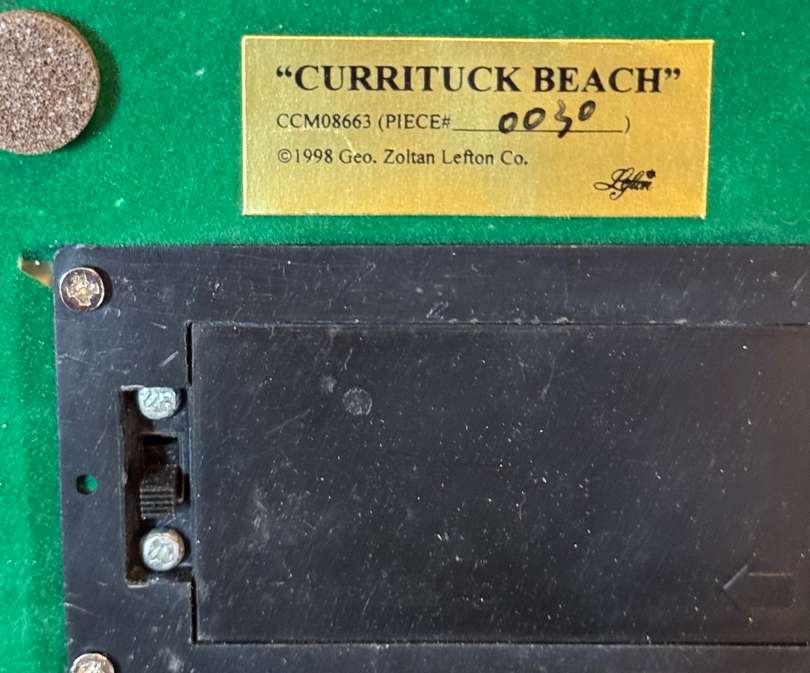 “CURRITUCK BEACH”
CCM08663 (PIECE# 0030 )
©1998 Geo. Zoltan Lefton Co.
Lefton